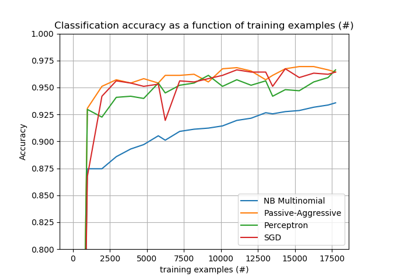 Classification accuracy as a function of training examples (#)
1.000
0.975
0.950
0.925
0.900
0.875
0.850
0.825
0.800
Accuracy
NB Multinomial
Passive-Aggressive
Perceptron
SGD
0 2500 5000 7500 10000 12500 15000 17500
training examples (#)